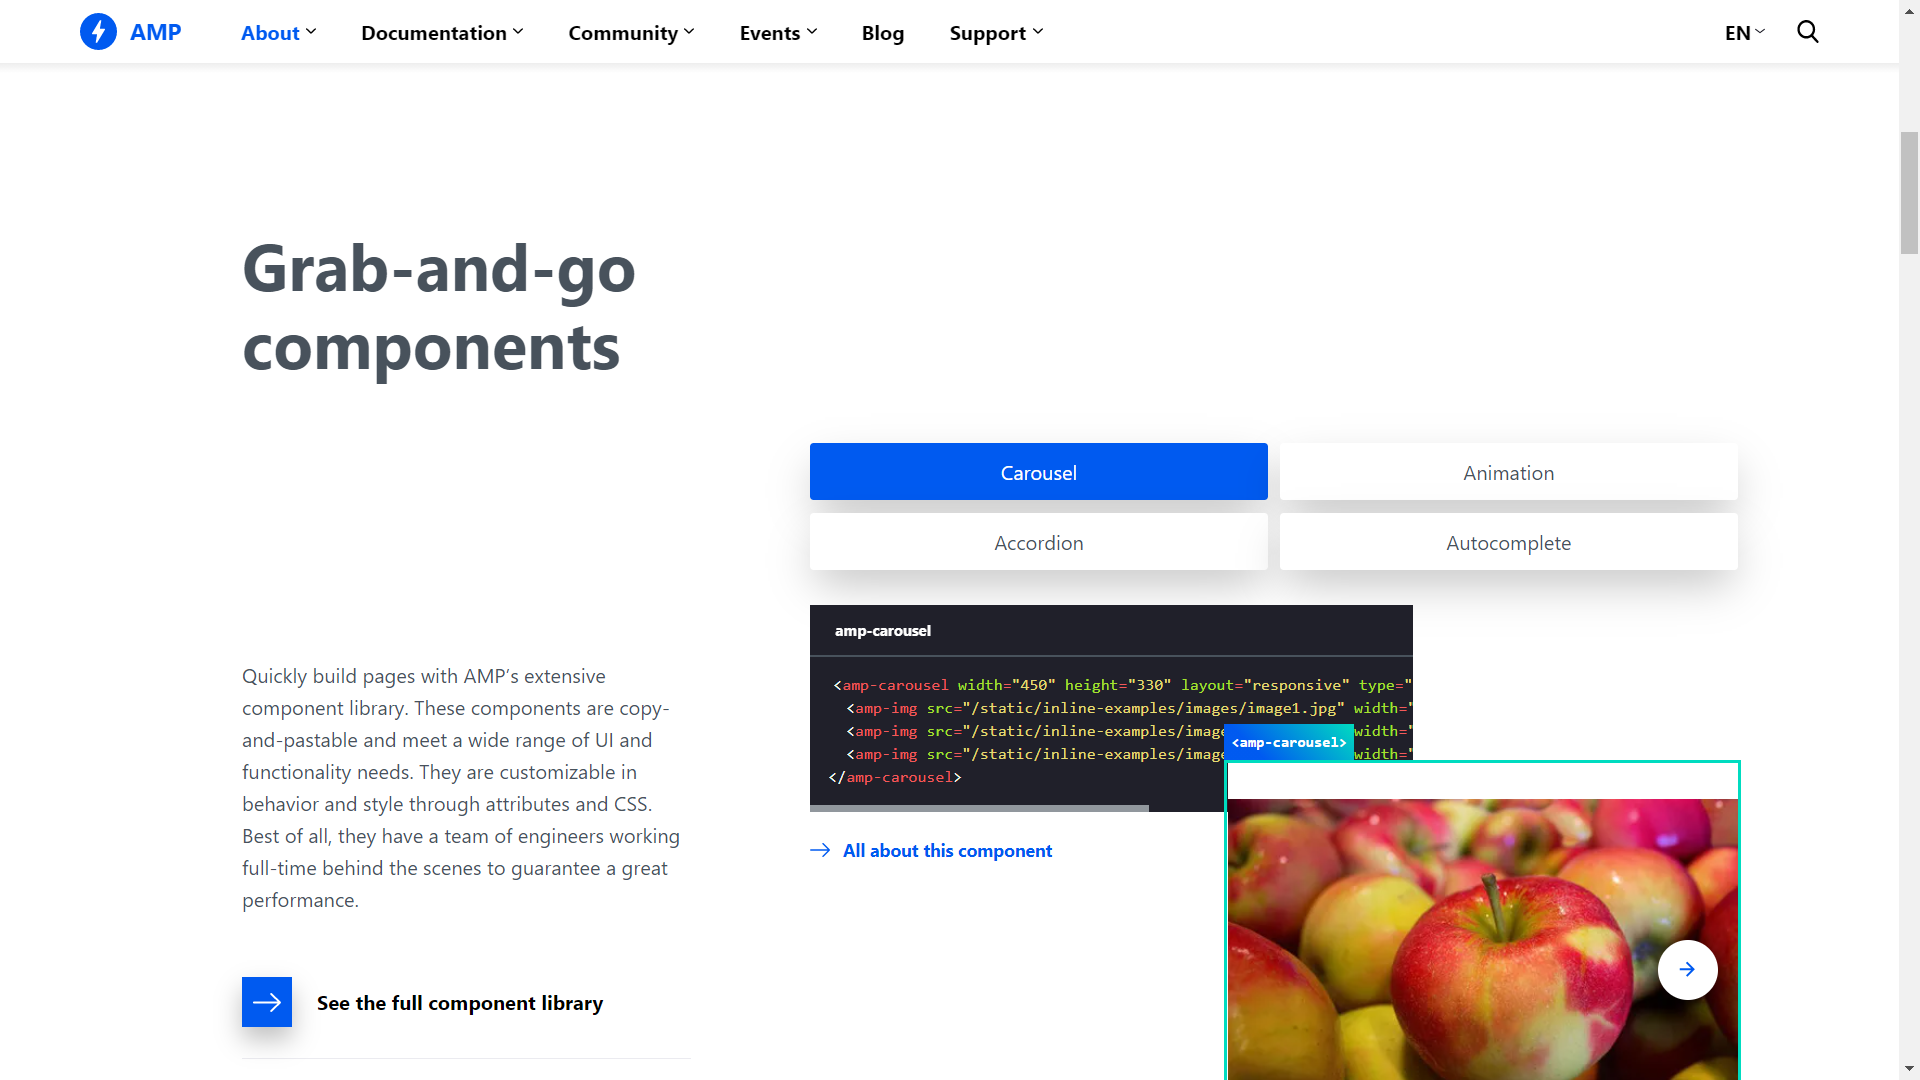 AMP
About
Documentation
Community
Events
Blog
Support
EN
Grab-and-go
components
Carousel
Animation
Accordion
Autocomplete
amp-carousel
<amp-carousel width="450" height="330" layout="responsive" type="
<amp-img src="/static/inline-examples/images/image1.jpg" width="
<amp-img src="/static/inline-examples/image width="
<amp-img src="/static/inline-examples/image width="
</amp-carousel>
<amp-carousel>
All about this component
Quickly build pages with AMP’s extensive
component library. These components are copy-
and-pastable and meet a wide range of UI and
functionality needs. They are customizable in
behavior and style through attributes and CSS.
Best of all, they have a team of engineers working
full-time behind the scenes to guarantee a great
performance.
See the full component library